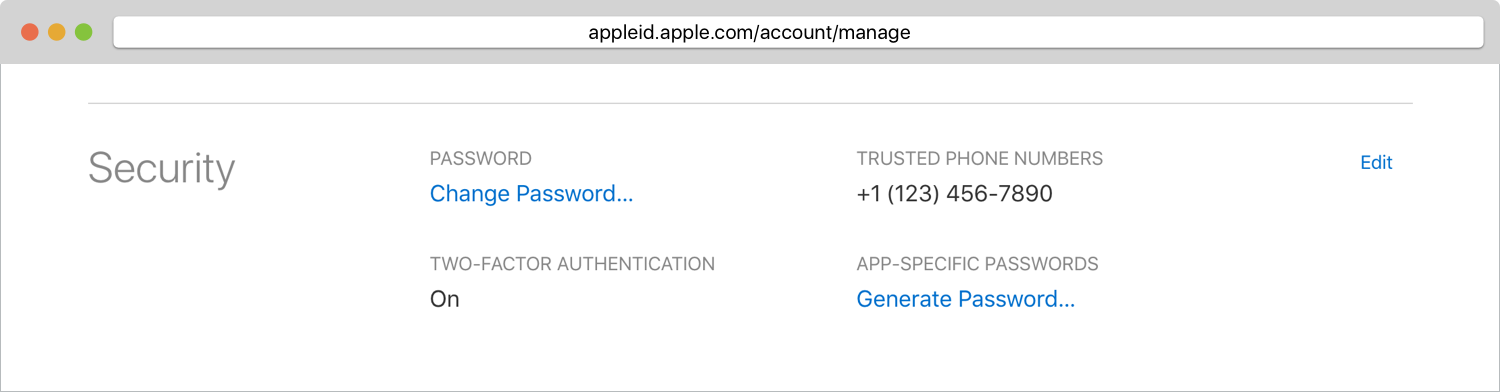 appleid.apple.com/account/manage
Security
PASSWORD
Change Password...
TRUSTED PHONE NUMBERS
+1 (123) 456-7890
Edit
TWO-FACTOR AUTHENTICATION
On
APP-SPECIFIC PASSWORDS
Generate Password...